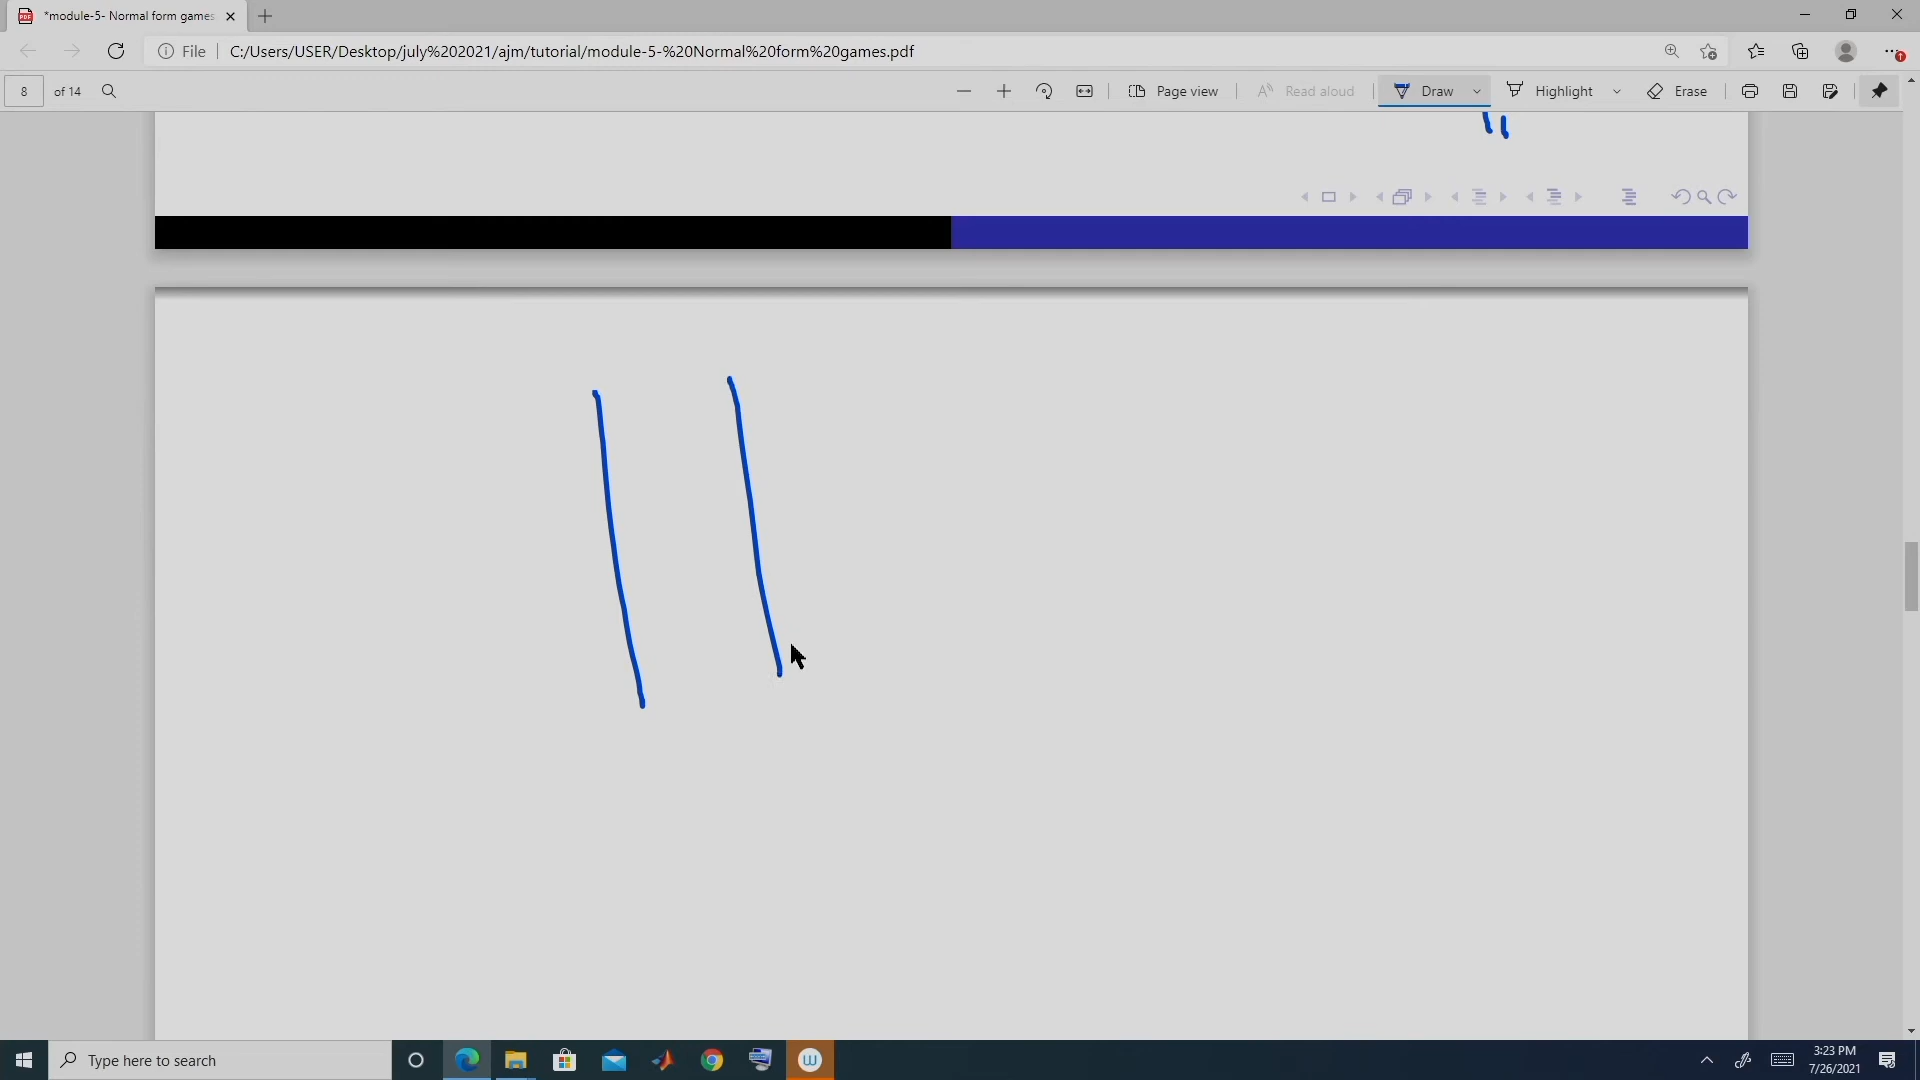 *module-5- Normal form games
File C:/Users/USER/Desktop/july%202021/ajm/tutorial/module-5-%20Normal%20form%20games.pdf
8 of 14 Page view Read aloud Draw Highlight Erase
Type here to search
3:23 PM
7/26/2021